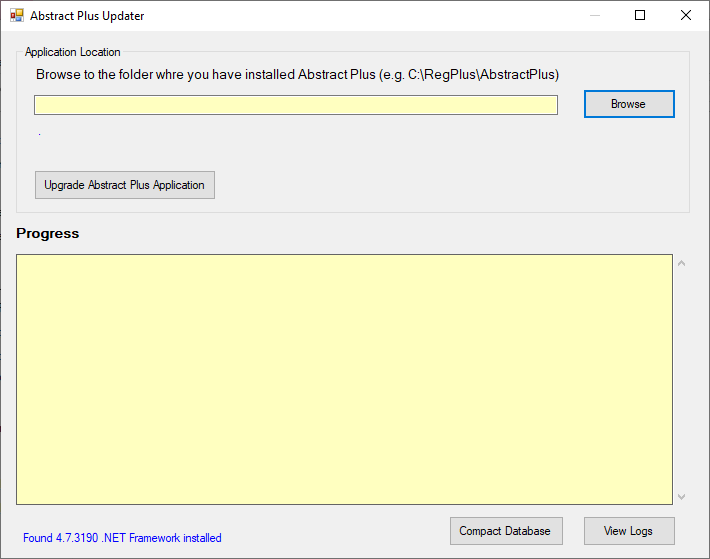 Abstract Plus Updater
Application Location
Browse to the folder whre you have installed Abstract Plus (e.g. C:\RegPlus\AbstractPlus)
Browse
.
Upgrade Abstract Plus Application
Progress
Compact Database
View Logs
Found 4.7.3190 .NET Framework installed